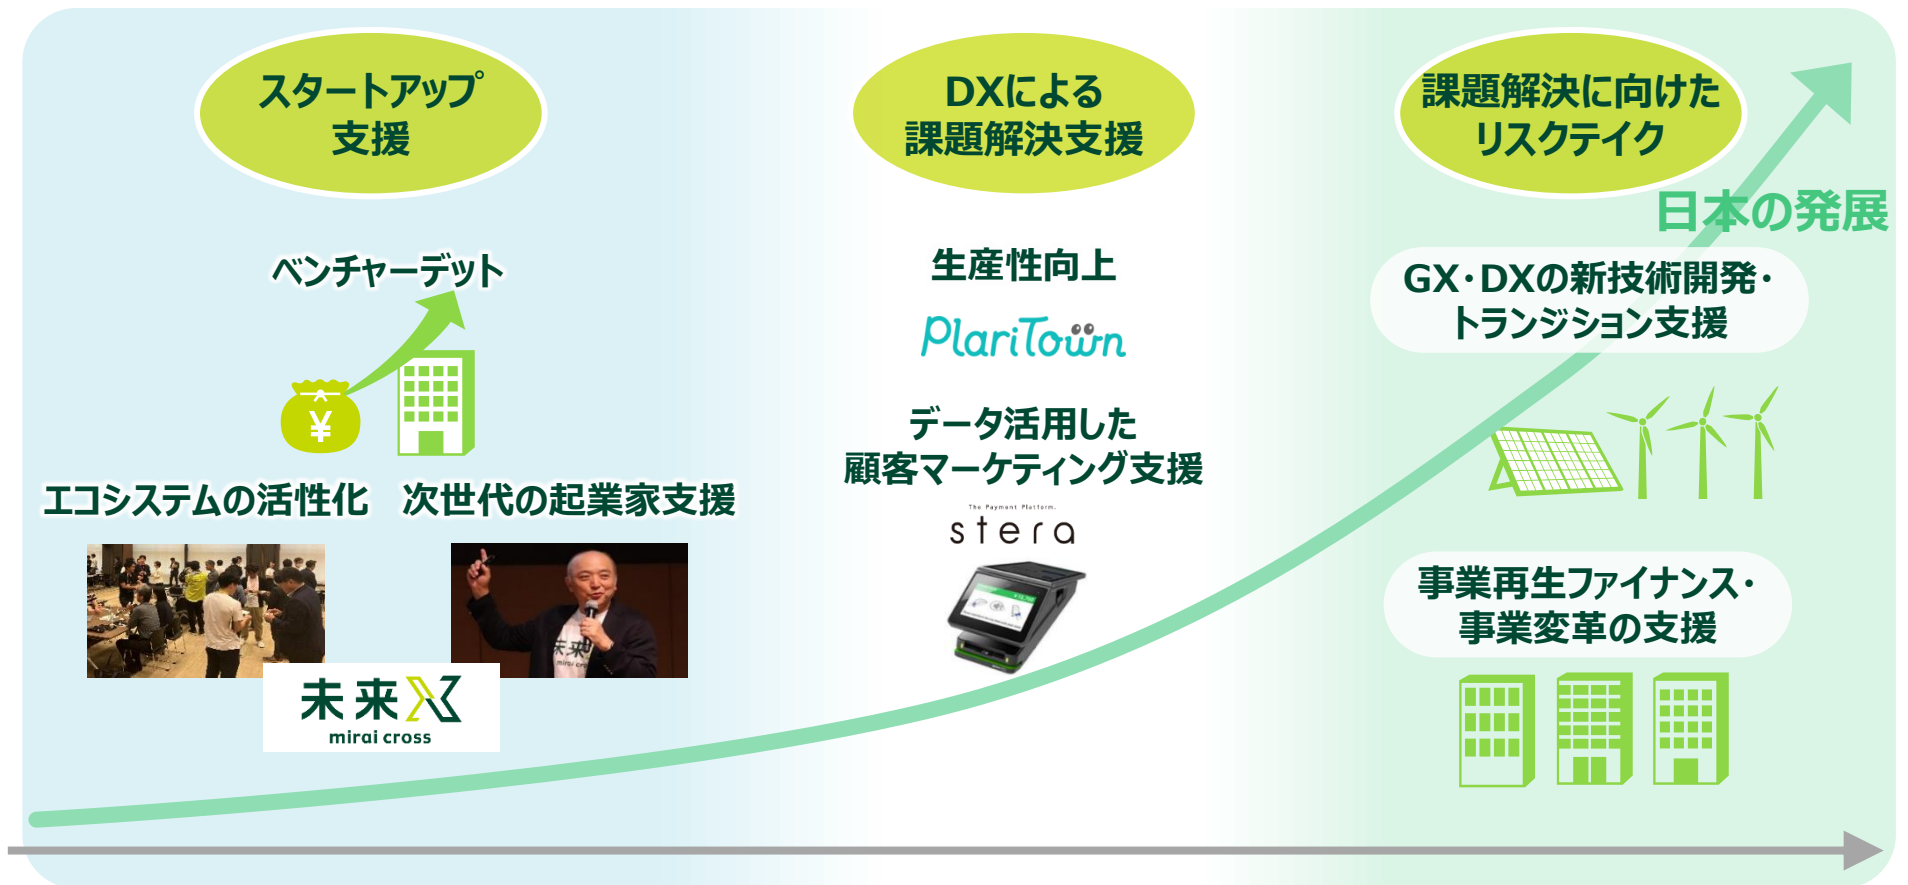 スタートアップ
支援
ベンチャーデット
¥
エコシステムの活性化
次世代の起業家支援
未来
mirai cross
未来X
mirai cross
DXによる
課題解決支援
生産性向上
PlariTown
データ活用した
顧客マーケティング支援
The Payment Platform.
stera
課題解決に向けた
リスクテイク
日本の発展
GX・DXの新技術開発・
トランジション支援
事業再生ファイナンス・
事業変革の支援